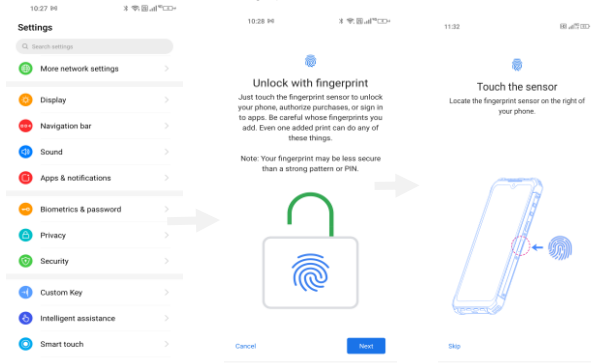 10:27
Settings
Search settings
More network settings
Display
Navigation bar
Sound
Apps & notifications
Biometrics & password
Privacy
Security
Custom Key
Intelligent assistance
Smart touch
10:28
Unlock with fingerprint
Just touch the fingerprint sensor to unlock
your phone, authorize purchases, or sign in
to apps. Be careful whose fingerprints you
add. Even one added print can do any of
these things.
Note: Your fingerprint may be less secure
than a strong pattern or PIN.
Cancel
Next
11:32
Touch the sensor
Locate the fingerprint sensor on the right of
your phone.
Skip